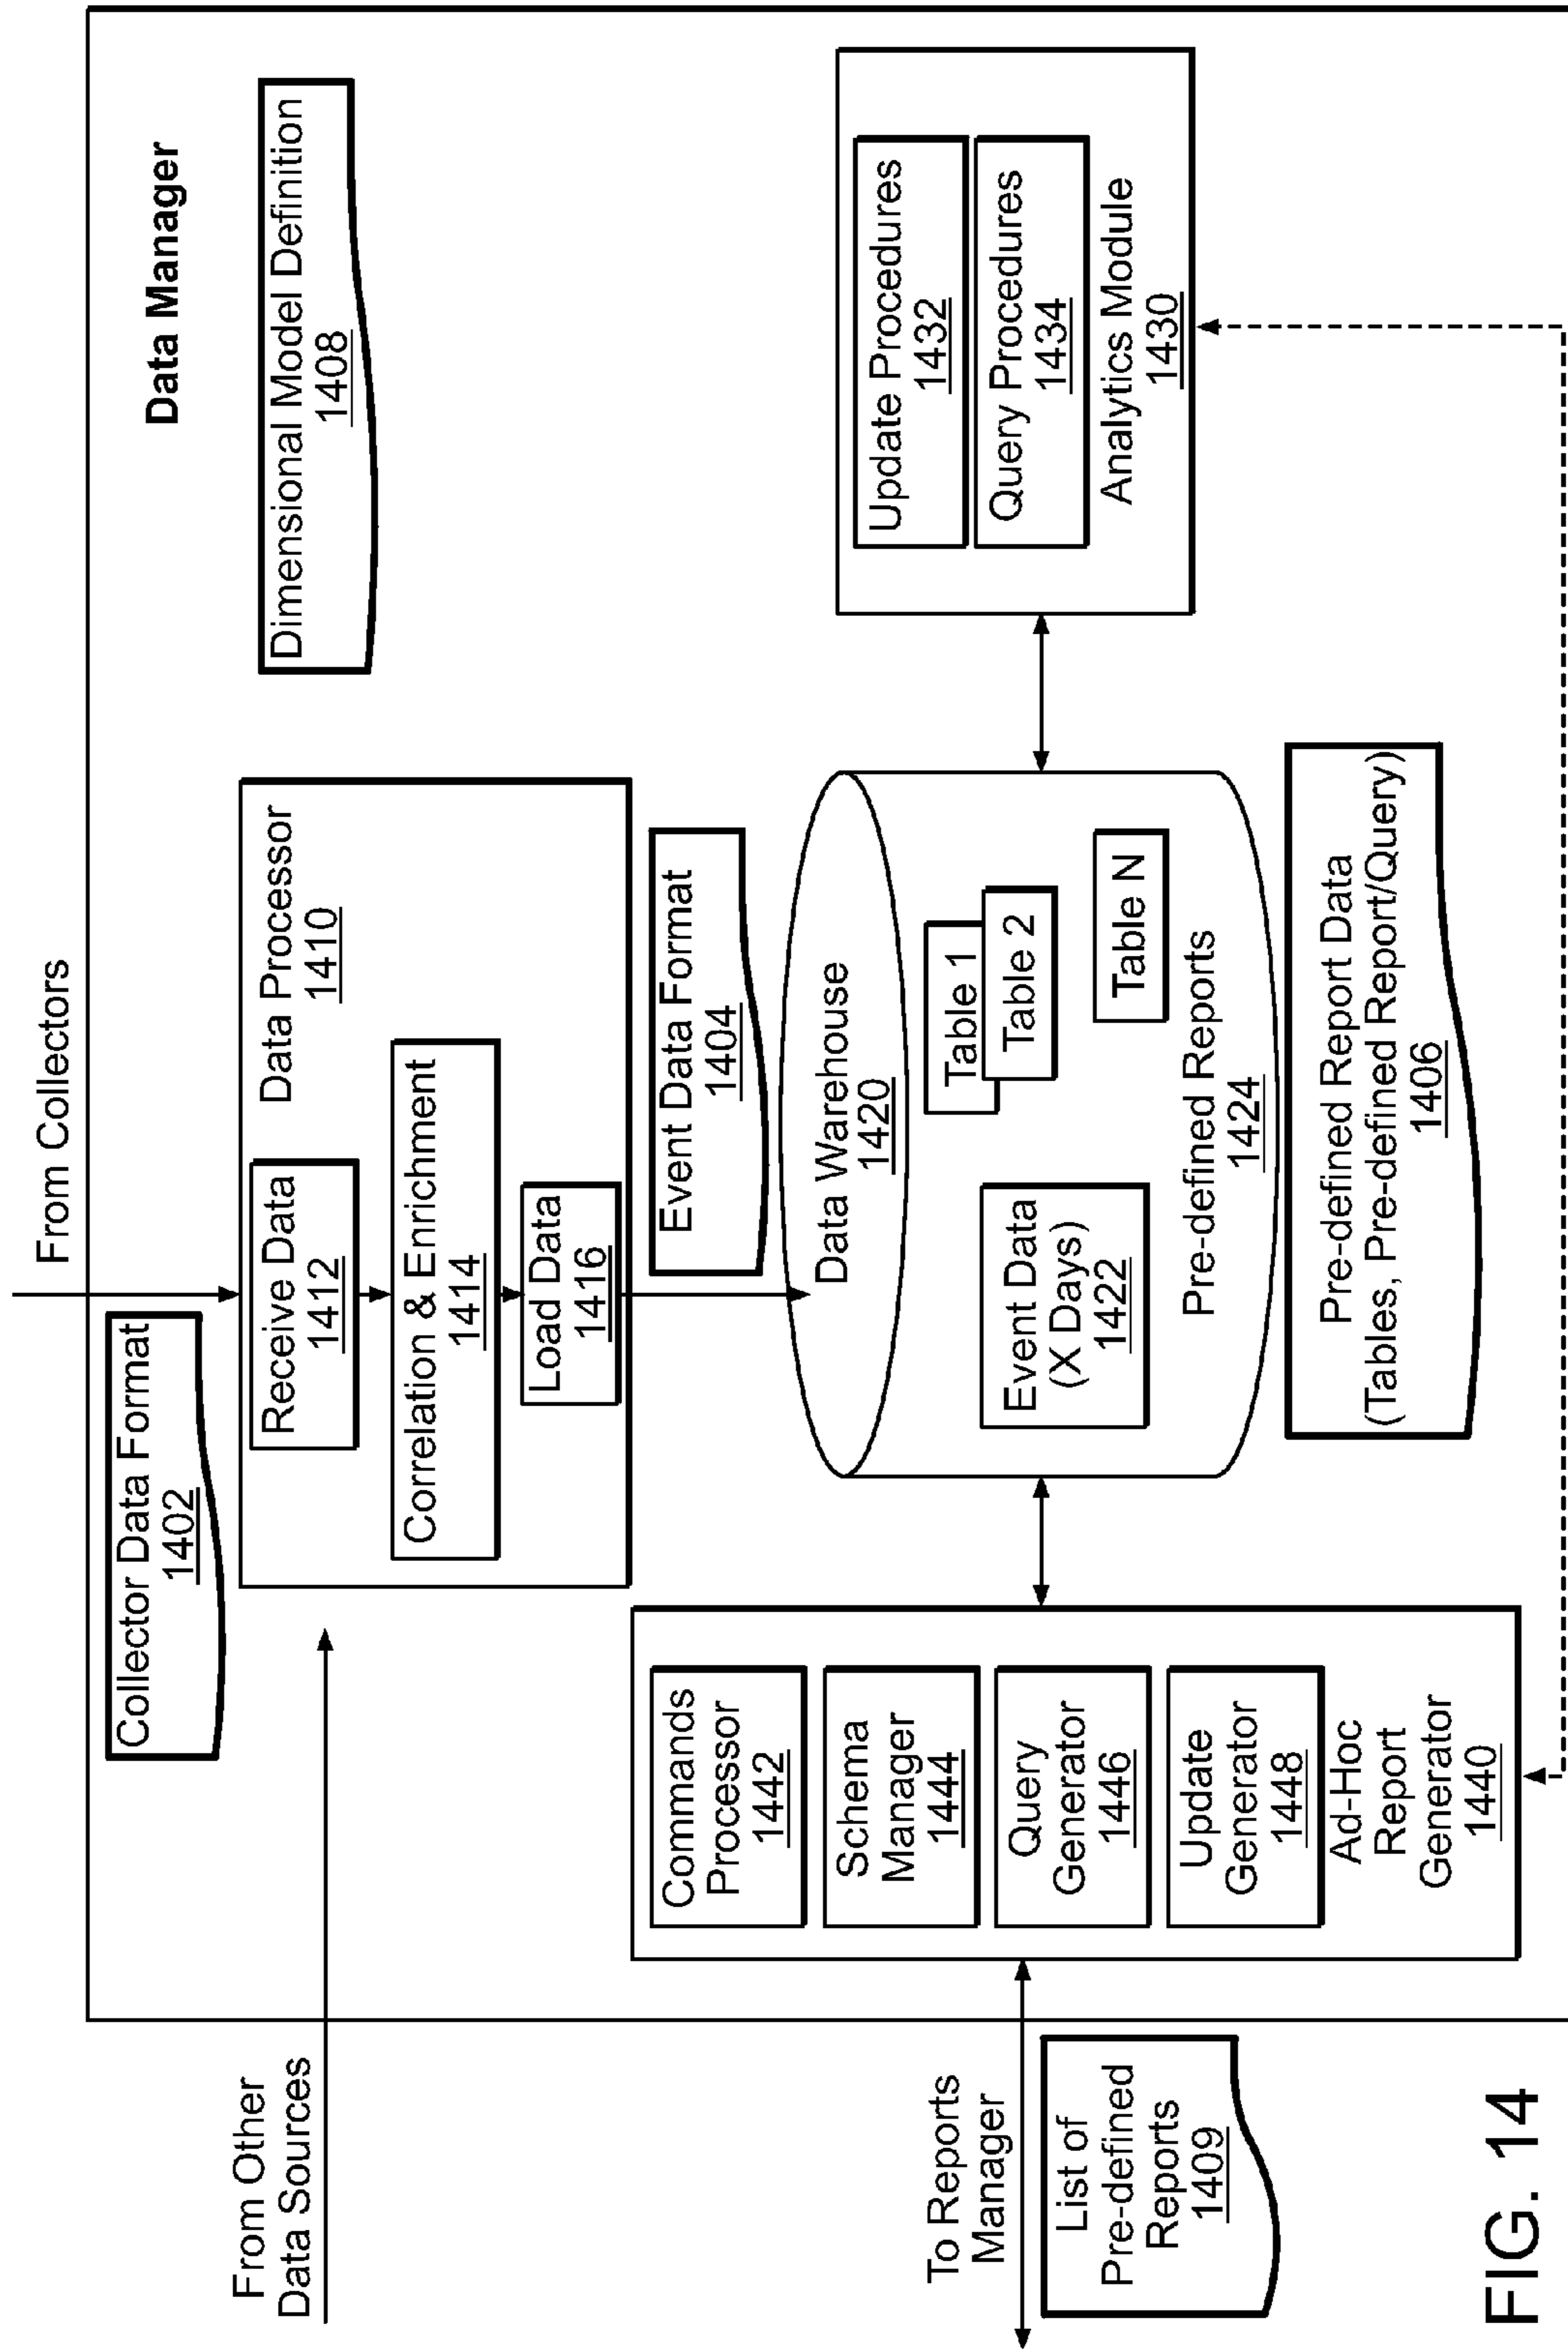 From Collectors
Data Manager
Collector Data Format
1402
Dimensional Model Definition
1408
From Other
Data Sources
Data Processor
1410
Receive Data
1412
Correlation & Enrichment
1414
Load Data
1416
Event Data Format
1404
Commands
Processor
1442
Schema
Manager
1444
Query
Generator
1446
Update
Generator
1448
Ad-Hoc
Report
Generator
1440
Data Warehouse
1420
Table 1
Table 2
Table N
Event Data
(X Days)
1422
Pre-defined Reports
1424
Update Procedures
1432
Query Procedures
1434
Analytics Module
1430
To Reports
Manager
List of
Pre-defined
Reports
1409
Pre-defined Report Data
(Tables, Pre-defined Report/Query)
1406
FIG. 14